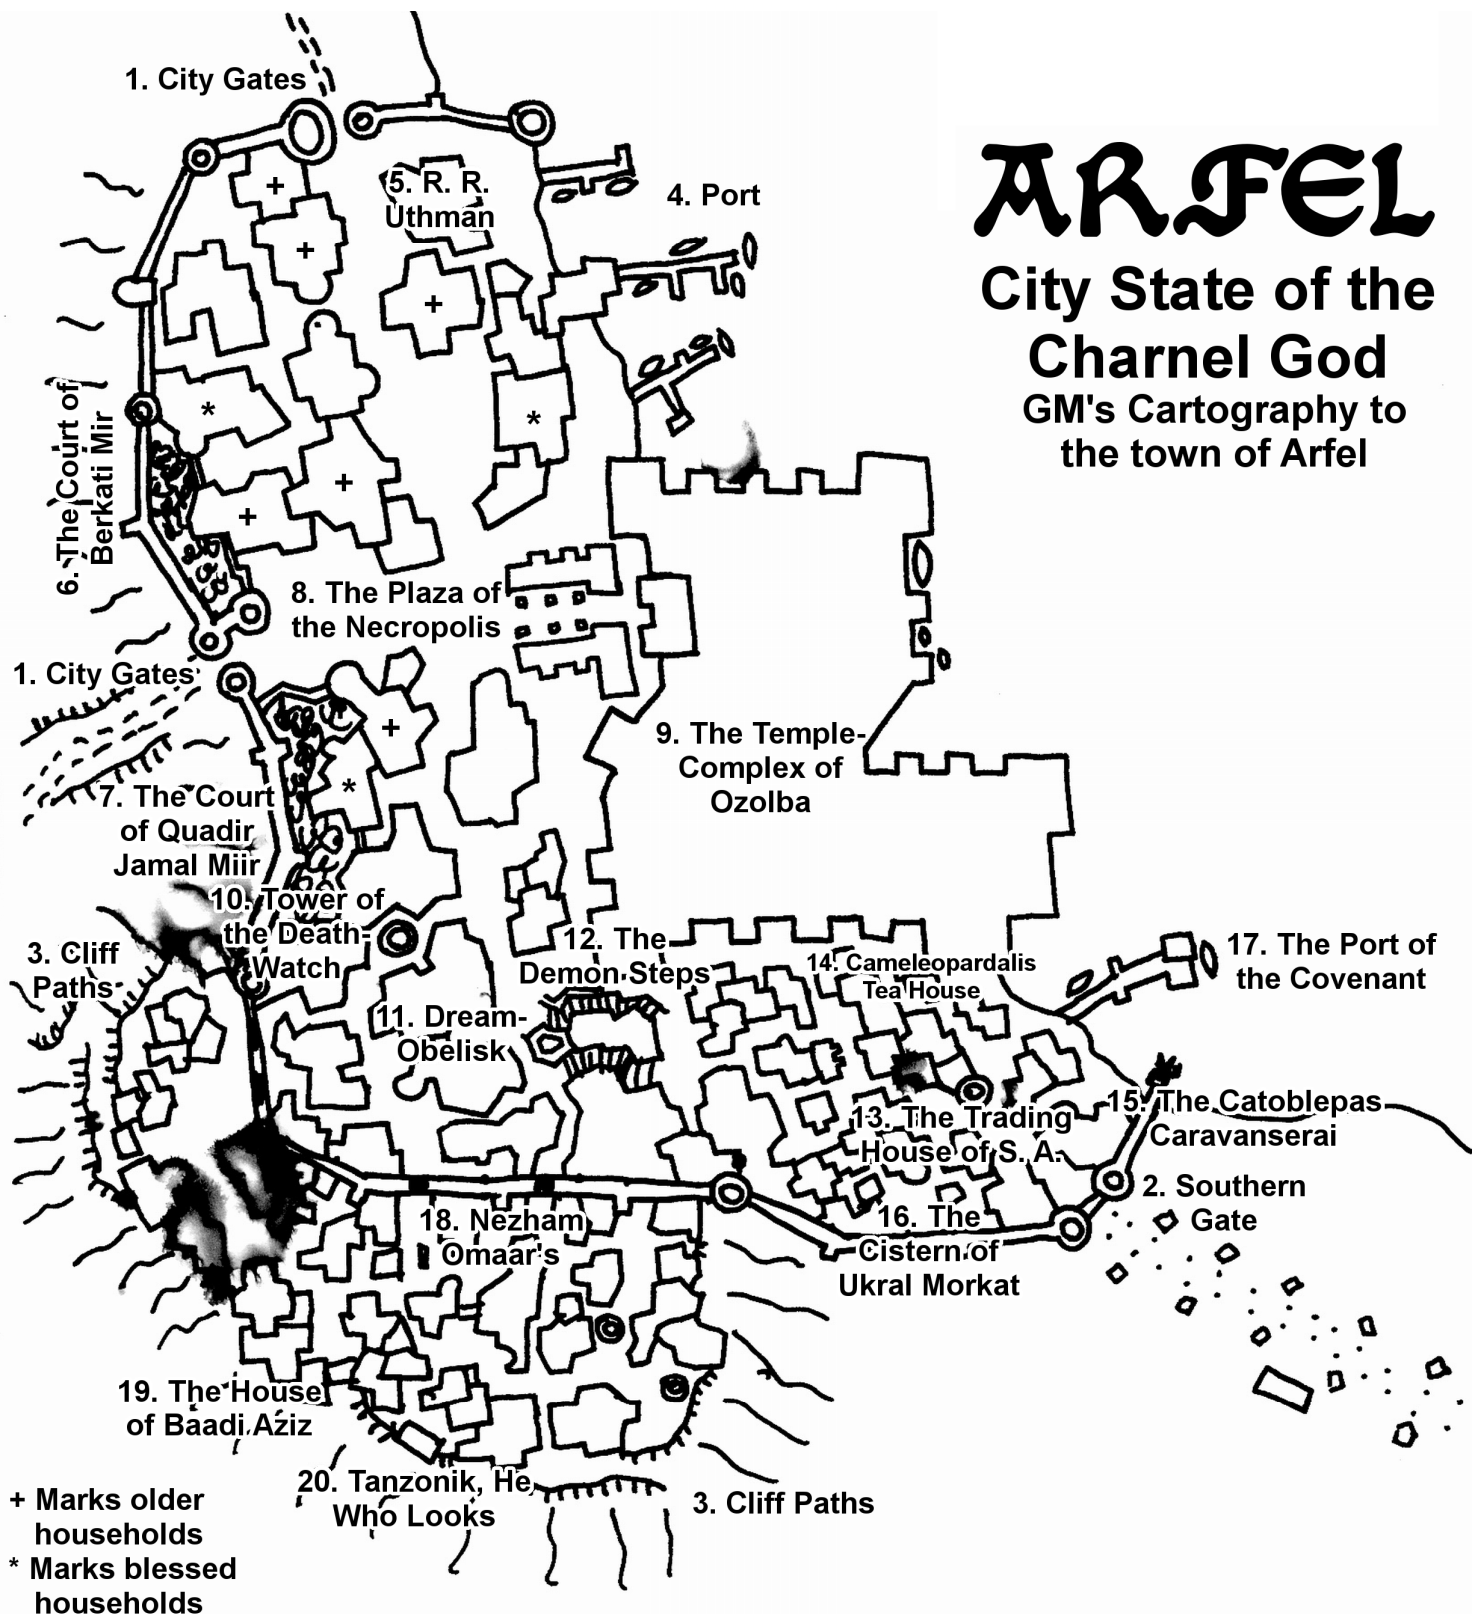 1. City Gates
ARFEL
City State of the
Charnel God
GM's Cartography to
the town of Arfel
5. R. R.
Uthman
4. Port
+
+
+
*
*
+
+
6. The Court of
Berkati Mir
8. The Plaza of
the Necropolis
1. City Gates
+
*
9. The Temple-
Complex of
Ozolba
7. The Court
of Quadir
Jamal Miir
10. Tower of
the Death-
Watch
3. Cliff
Paths
12. The
Demon Steps
14. Cameleopardalis
Tea House
17. The Port of
the Covenant
11. Dream-
Obelisk
13. The Trading
House of S. A.
15. The Catoblepas
Caravanserai
2. Southern
Gate
18. Nezham
Omaar's
16. The
Cistern of
Ukral Morkat
19. The House
of Baadi Aziz
20. Tanzonik, He
Who Looks
3. Cliff Paths
+ Marks older
households
* Marks blessed
households